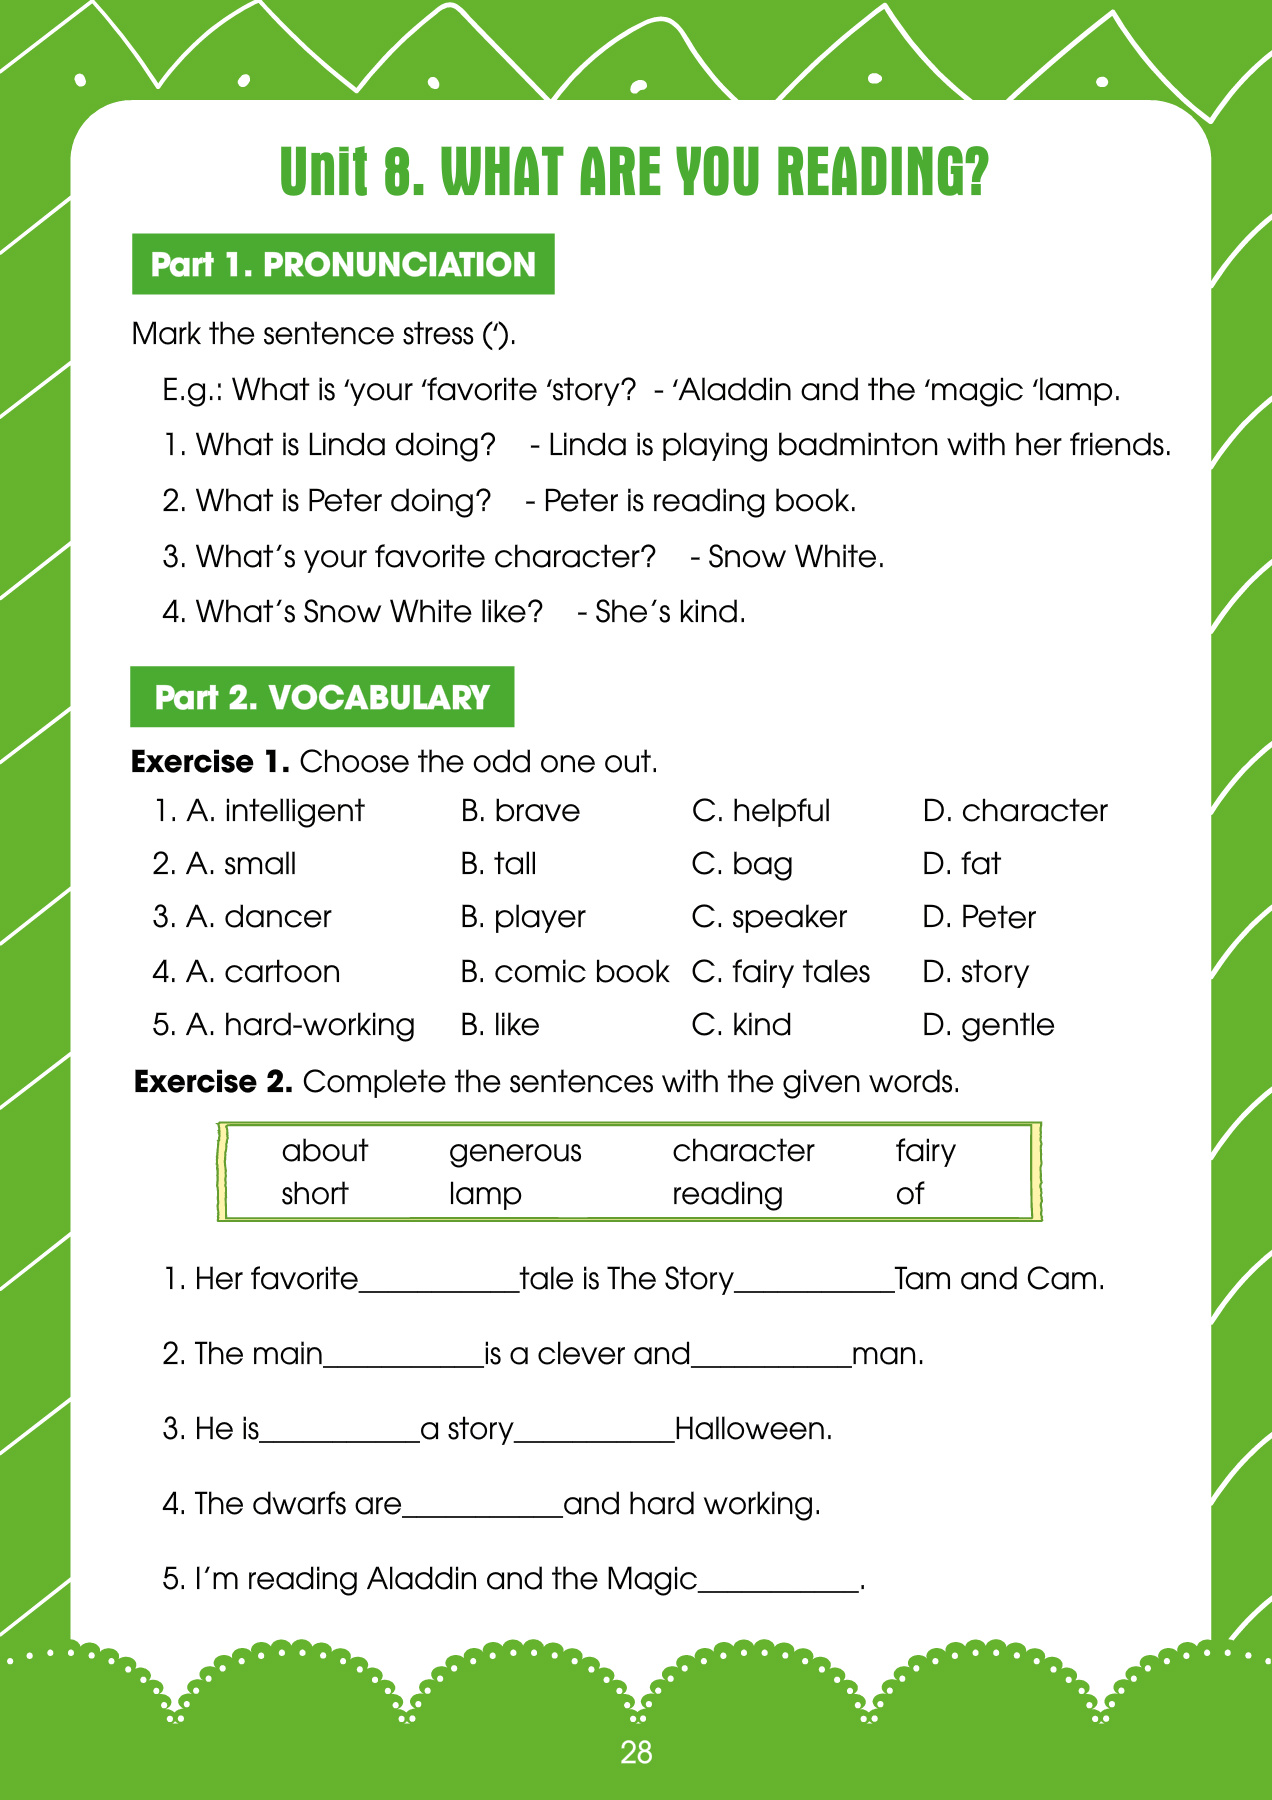 Unit 8. WHAT ARE YOU READING?
Part 1. PRONUNCIATION
Mark the sentence stress (‘).
E.g.: What is ‘your ‘favorite ‘story? - ‘Aladdin and the ‘magic ‘lamp.
1. What is Linda doing? - Linda is playing badminton with her friends.
2. What is Peter doing? - Peter is reading book.
3. What’s your favorite character? - Snow White.
4. What’s Snow White like? - She’s kind.
Part 2. VOCABULARY
Exercise 1. Choose the odd one out.
1. A. intelligent B. brave C. helpful D. character
2. A. small B. tall C. bag D. fat
3. A. dancer B. player C. speaker D. Peter
4. A. cartoon B. comic book C. fairy tales D. story
5. A. hard-working B. like C. kind D. gentle
Exercise 2. Complete the sentences with the given words.
about generous character fairy
short lamp reading of
1. Her favorite__________tale is The Story__________Tam and Cam.
2. The main__________is a clever and__________man.
3. He is__________a story__________Halloween.
4. The dwarfs are__________and hard working.
5. I’m reading Aladdin and the Magic__________.
28